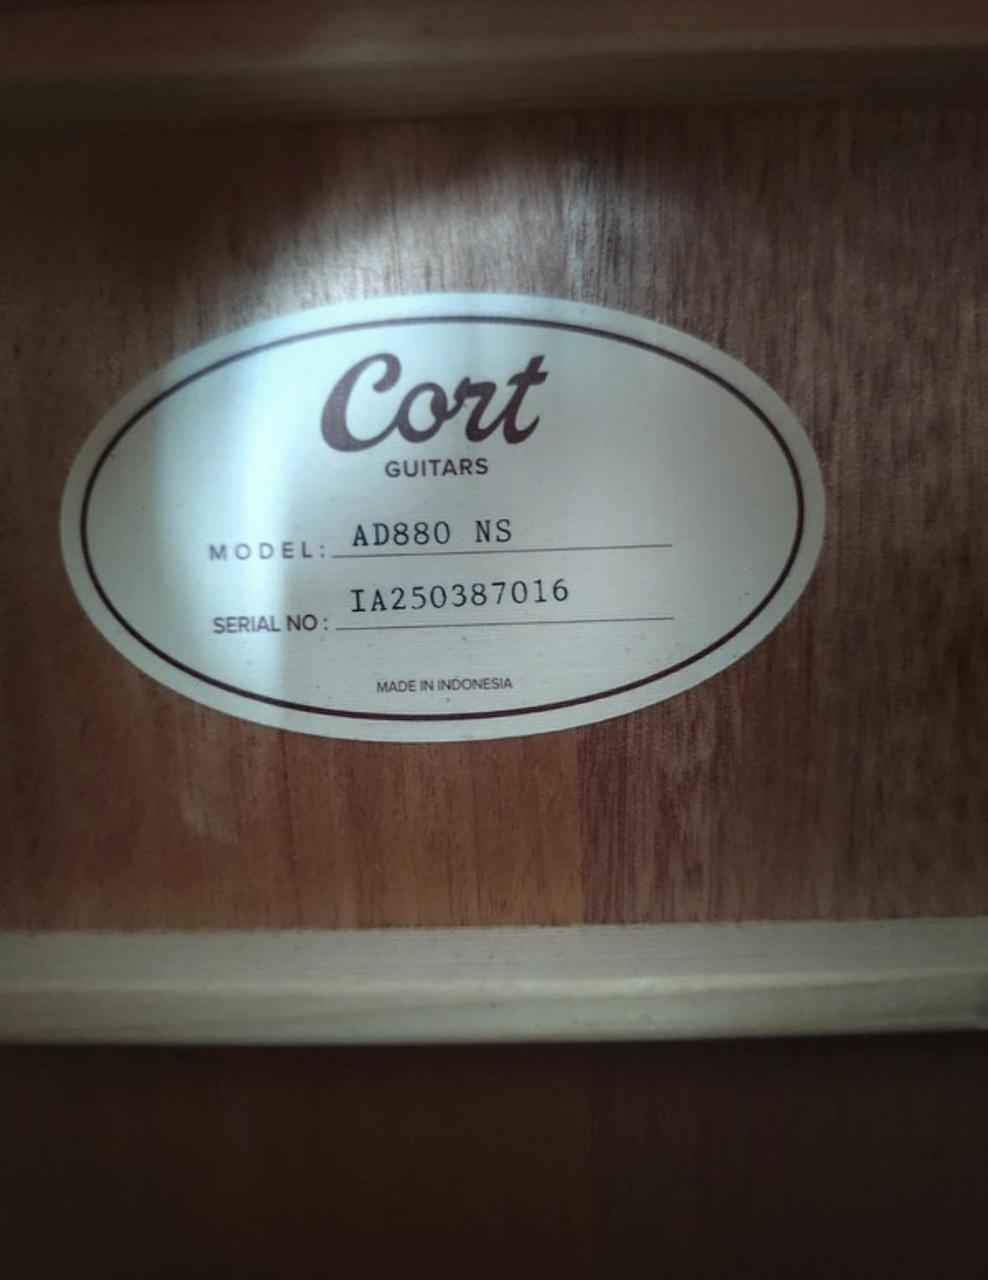 Cort
GUITARS
MODEL: AD880 NS
SERIAL NO: IA250387016
MADE IN INDONESIA